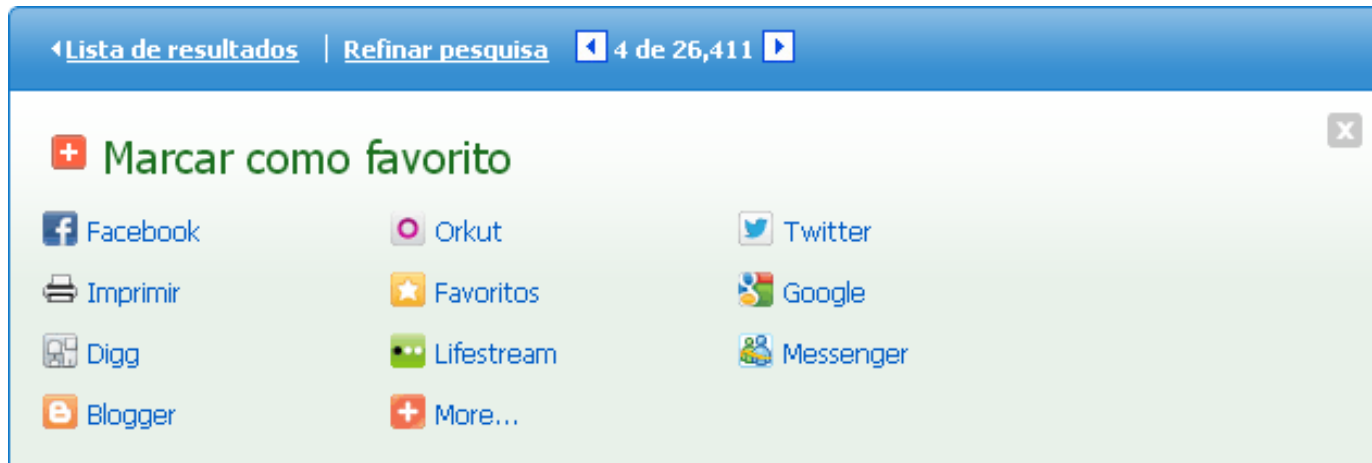 Lista de resultados | Refinar pesquisa 4 de 26,411
x
Marcar como favorito
Facebook Orkut Twitter
Imprimir Favoritos Google
Digg Lifestream Messenger
Blogger More...